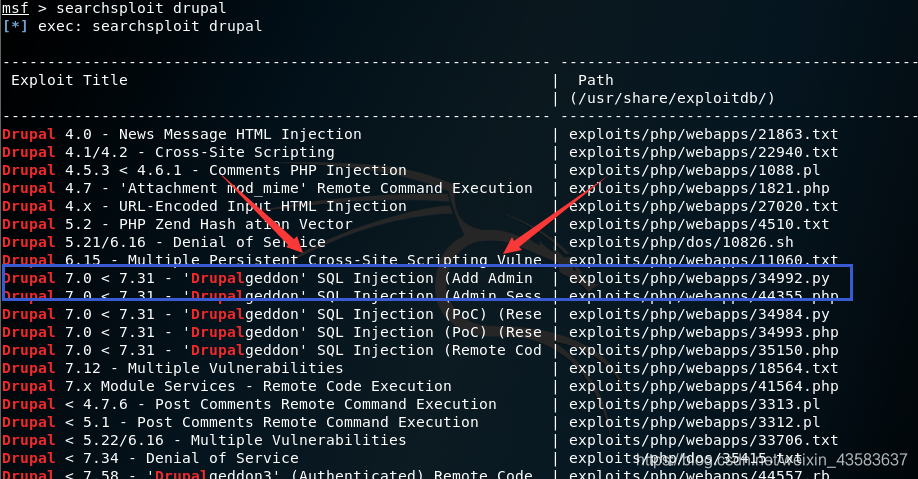 msf > searchsploit drupal
[*] exec: searchsploit drupal
------------------------------------------------------------- ----------------------------------------
Exploit Title | Path
| (/usr/share/exploitdb/)
------------------------------------------------------------- ----------------------------------------
Drupal 4.0 - News Message HTML Injection | exploits/php/webapps/21863.txt
Drupal 4.1/4.2 - Cross-Site Scripting | exploits/php/webapps/22940.txt
Drupal 4.5.3 < 4.6.1 - Comments PHP Injection | exploits/php/webapps/1088.pl
Drupal 4.7 - 'Attachment mod_mime' Remote Command Execution | exploits/php/webapps/1821.php
Drupal 4.x - URL-Encoded Input HTML Injection | exploits/php/webapps/27020.txt
Drupal 5.2 - PHP Zend Hash ation Vector | exploits/php/webapps/4510.txt
Drupal 5.21/6.16 - Denial of Service | exploits/php/dos/10826.sh
Drupal 6.15 - Multiple Persistent Cross-Site Scripting Vulne | exploits/php/webapps/11060.txt
Drupal 7.0 < 7.31 - 'Drupalgeddon' SQL Injection (Add Admin | exploits/php/webapps/34992.py
Drupal 7.0 < 7.31 - 'Drupalgeddon' SQL Injection (Admin Sess | exploits/php/webapps/44355.php
Drupal 7.0 < 7.31 - 'Drupalgeddon' SQL Injection (PoC) (Rese | exploits/php/webapps/34984.py
Drupal 7.0 < 7.31 - 'Drupalgeddon' SQL Injection (PoC) (Rese | exploits/php/webapps/34993.php
Drupal 7.0 < 7.31 - 'Drupalgeddon' SQL Injection (Remote Cod | exploits/php/webapps/35150.php
Drupal 7.12 - Multiple Vulnerabilities | exploits/php/webapps/18564.txt
Drupal 7.x Module Services - Remote Code Execution | exploits/php/webapps/41564.php
Drupal < 4.7.6 - Post Comments Remote Command Execution | exploits/php/webapps/3313.pl
Drupal < 5.1 - Post Comments Remote Command Execution | exploits/php/webapps/3312.pl
Drupal < 5.22/6.16 - Multiple Vulnerabilities | exploits/php/webapps/33706.txt
Drupal < 7.34 - Denial of Service | exploits/php/dos/35415.txt
https://blog.csdn.net/weixin_43583637
Drupal < 7.58 - 'Drupalgeddon3' (Authenticated) Remote Code | exploits/php/webapps/44557.rb